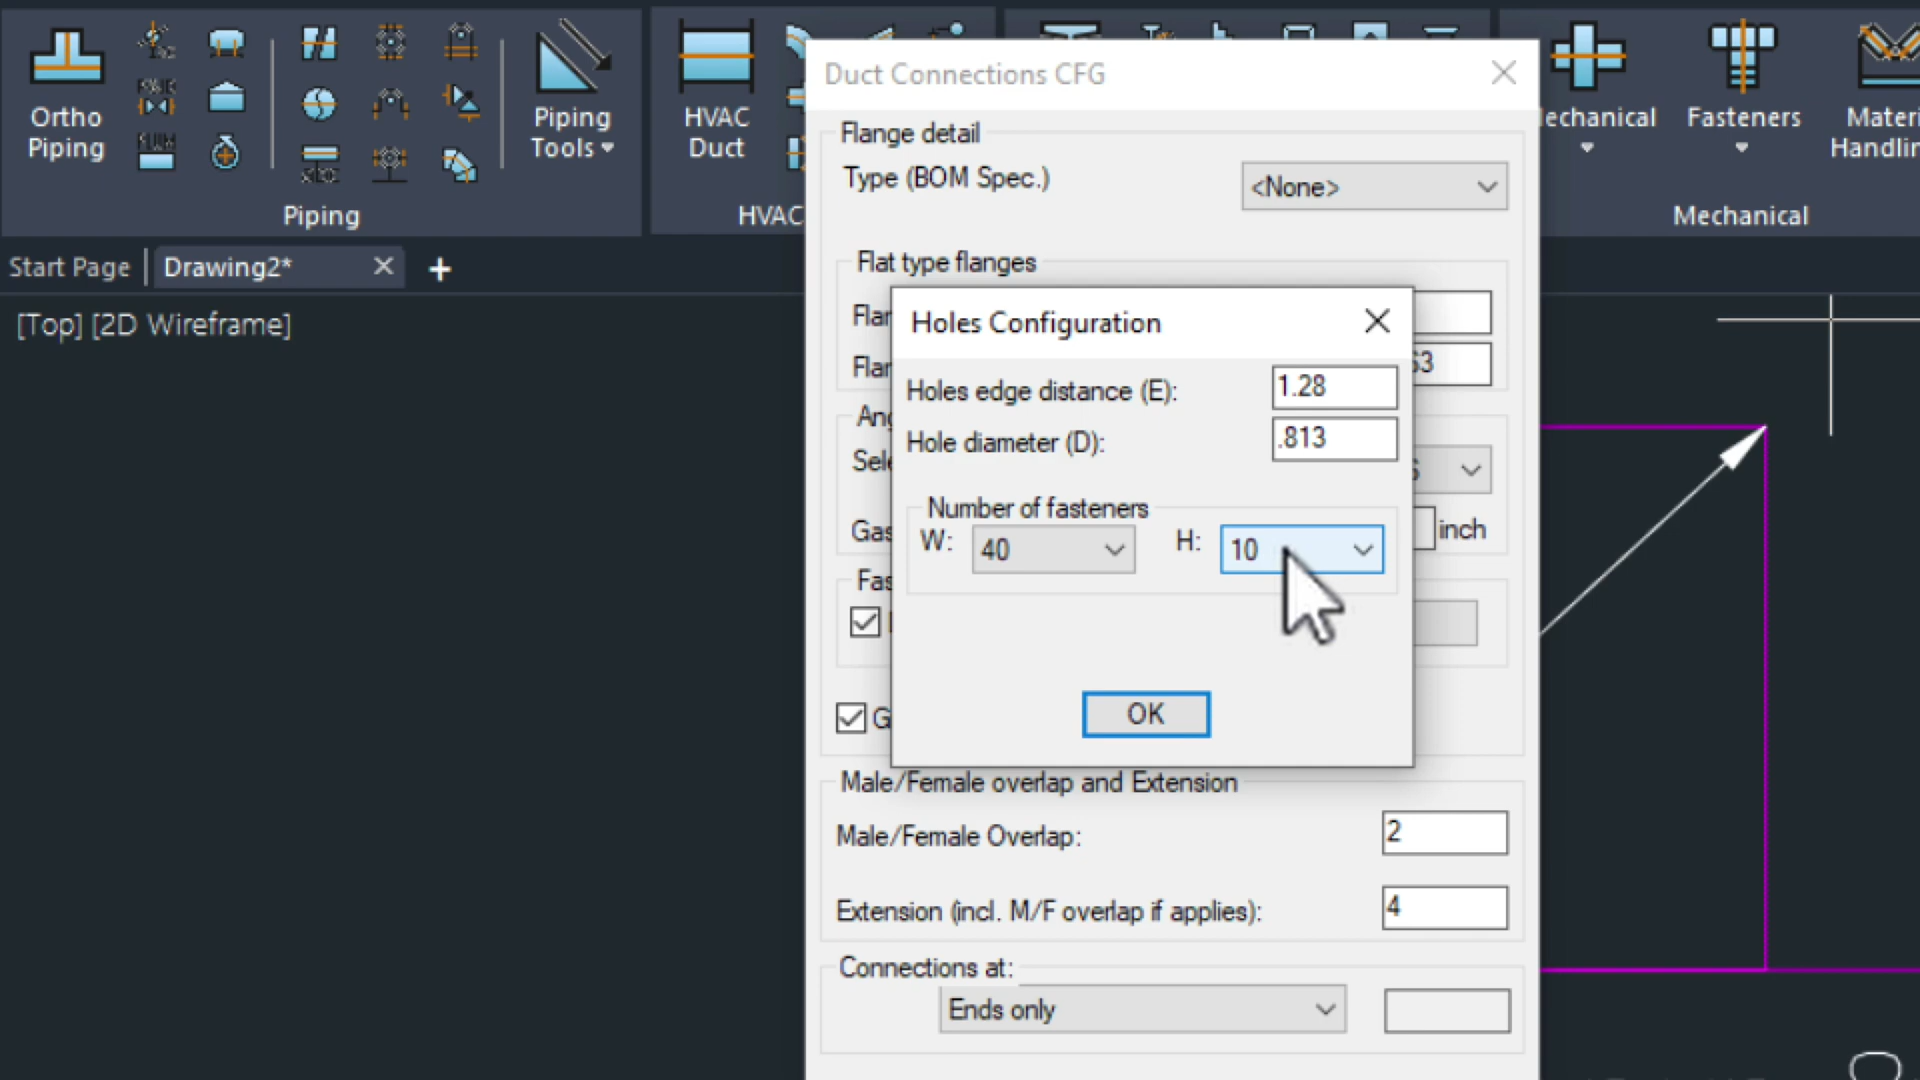 Ortho
Piping
Piping
Tools
Piping
HVAC
Duct
HVAC
Duct Connections CFG
Fasteners
Mechanical
Start Page
Drawing2*
+
[Top] [2D Wireframe]
Flange detail
Type (BOM Spec.)
<None>
Flat type flanges
Holes Configuration
Holes edge distance (E):
1.28
Hole diameter (D):
.813
Number of fasteners
W:
40
H:
10
inch
OK
Male/Female overlap and Extension
Male/Female Overlap:
2
Extension (incl. M/F overlap if applies):
4
Connections at:
Ends only